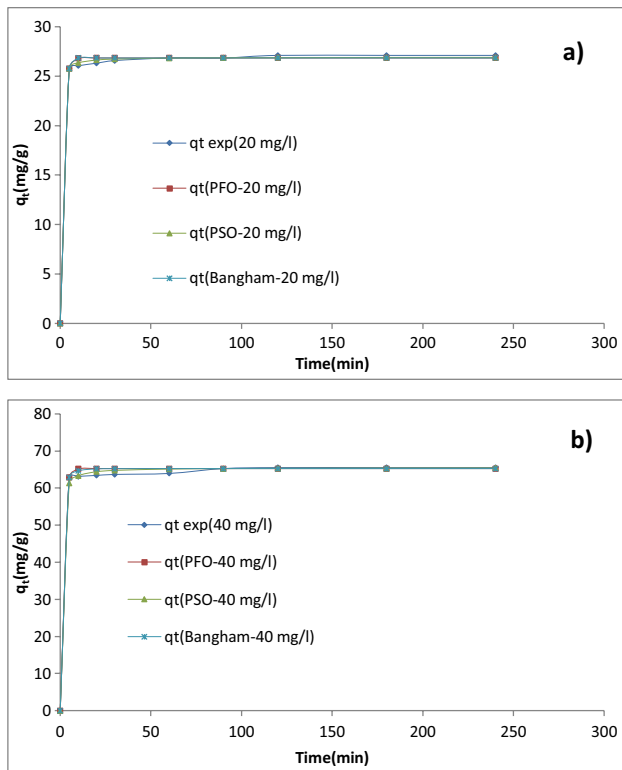 a)
30
25
20
15
10
5
0
qt(mg/g)
qt exp(20 mg/l)
qt(PFO-20 mg/l)
qt(PSO-20 mg/l)
qt(Bangham-20 mg/l)
0 50 100 150 200 250 300
Time(min)
b)
80
70
60
50
40
30
20
10
0
qt(mg/g)
qt exp(40 mg/l)
qt(PFO-40 mg/l)
qt(PSO-40 mg/l)
qt(Bangham-40 mg/l)
0 50 100 150 200 250 300
Time(min)